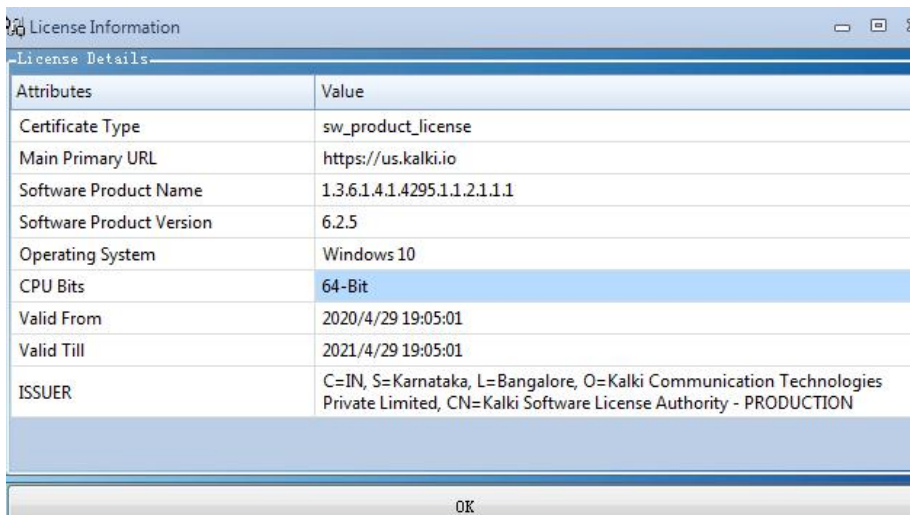 License Information
License Details
Attributes Value
Certificate Type sw_product_license
Main Primary URL https://us.kalki.io
Software Product Name 1.3.6.1.4.1.4295.1.1.2.1.1.1
Software Product Version 6.2.5
Operating System Windows 10
CPU Bits 64-Bit
Valid From 2020/4/29 19:05:01
Valid Till 2021/4/29 19:05:01
ISSUER C=IN, S=Karnataka, L=Bangalore, O=Kalki Communication Technologies
Private Limited, CN=Kalki Software License Authority - PRODUCTION
OK